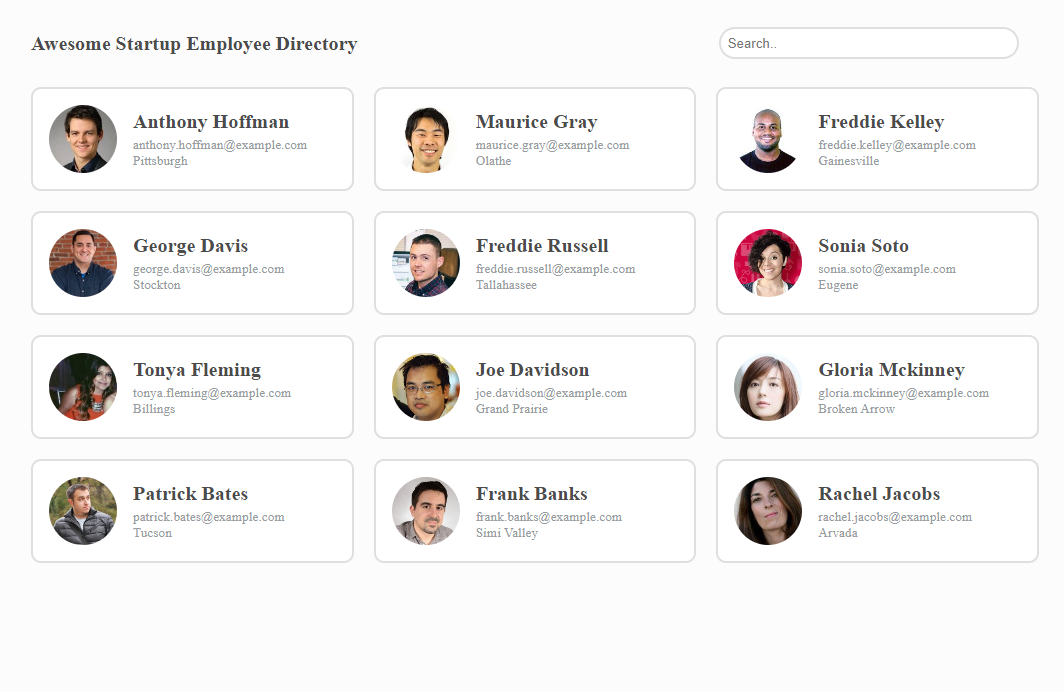 Awesome Startup Employee Directory
Search..
Anthony Hoffman
anthony.hoffman@example.com
Pittsburgh
Maurice Gray
maurice.gray@example.com
Olathe
Freddie Kelley
freddie.kelley@example.com
Gainesville
George Davis
george.davis@example.com
Stockton
Freddie Russell
freddie.russell@example.com
Tallahassee
Sonia Soto
sonia.soto@example.com
Eugene
Tonya Fleming
tonya.fleming@example.com
Billings
Joe Davidson
joe.davidson@example.com
Grand Prairie
Gloria Mckinney
gloria.mckinney@example.com
Broken Arrow
Patrick Bates
patrick.bates@example.com
Tucson
Frank Banks
frank.banks@example.com
Simi Valley
Rachel Jacobs
rachel.jacobs@example.com
Arvada